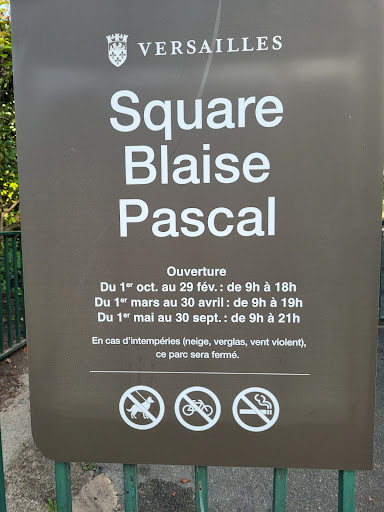 VERSAILLES
Square
Blaise
Pascal
Ouverture
Du 1er oct. au 29 fév. : de 9h à 18h
Du 1er mars au 30 avril : de 9h à 19h
Du 1er mai au 30 sept. : de 9h à 21h
En cas d'intempéries (neige, verglas, vent violent),
ce parc sera fermé.